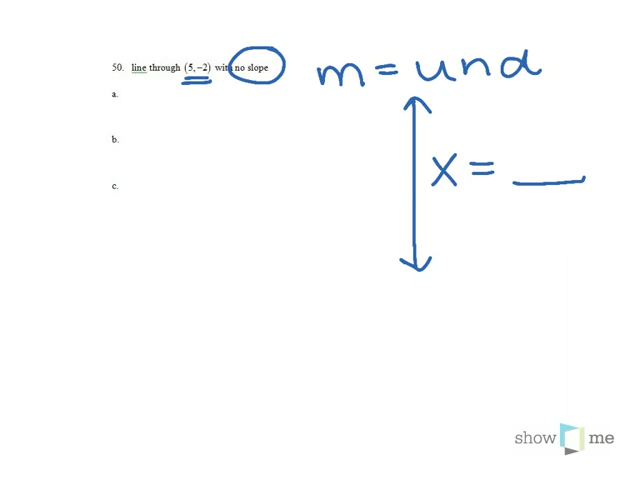 50. line through (5,−2) with no slope
m = und
a.
b.
x = ___
c.
show me